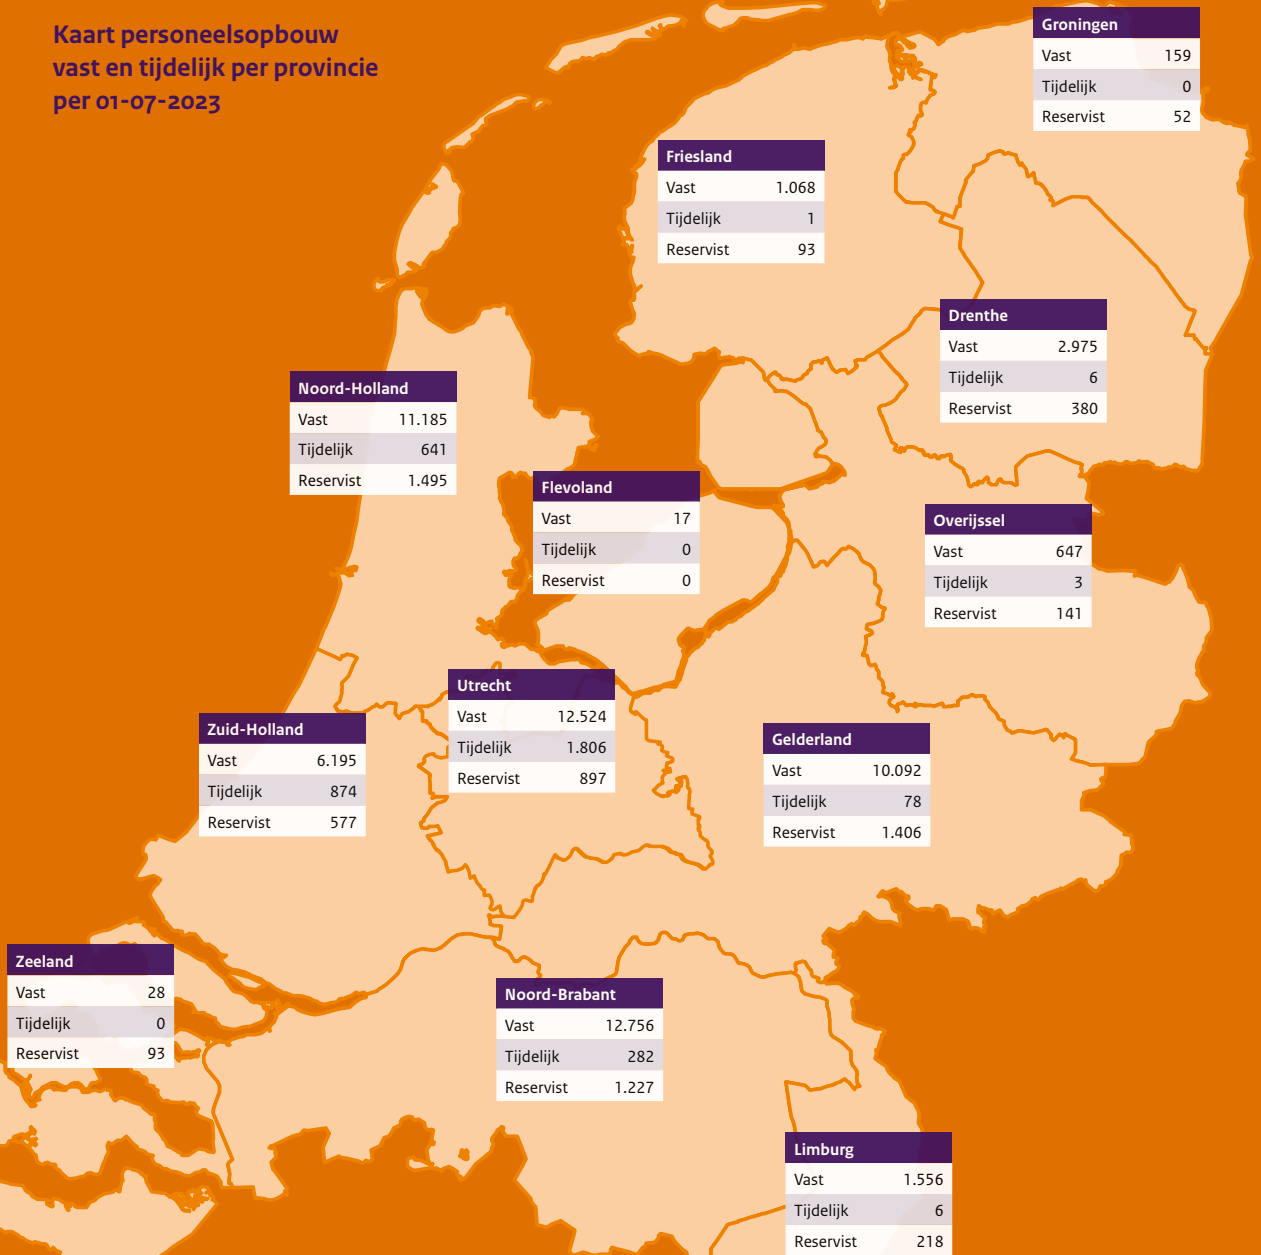 Kaart personeelsopbouw
vast en tijdelijk per provincie
per 01-07-2023
Groningen
Vast 159
Tijdelijk 0
Reservist 52
Friesland
Vast 1.068
Tijdelijk 1
Reservist 93
Drenthe
Vast 2.975
Tijdelijk 6
Reservist 380
Noord-Holland
Vast 11.185
Tijdelijk 641
Reservist 1.495
Flevoland
Vast 17
Tijdelijk 0
Reservist 0
Overijssel
Vast 647
Tijdelijk 3
Reservist 141
Utrecht
Vast 12.524
Tijdelijk 1.806
Reservist 897
Zuid-Holland
Vast 6.195
Tijdelijk 874
Reservist 577
Gelderland
Vast 10.092
Tijdelijk 78
Reservist 1.406
Zeeland
Vast 28
Tijdelijk 0
Reservist 93
Noord-Brabant
Vast 12.756
Tijdelijk 282
Reservist 1.227
Limburg
Vast 1.556
Tijdelijk 6
Reservist 218